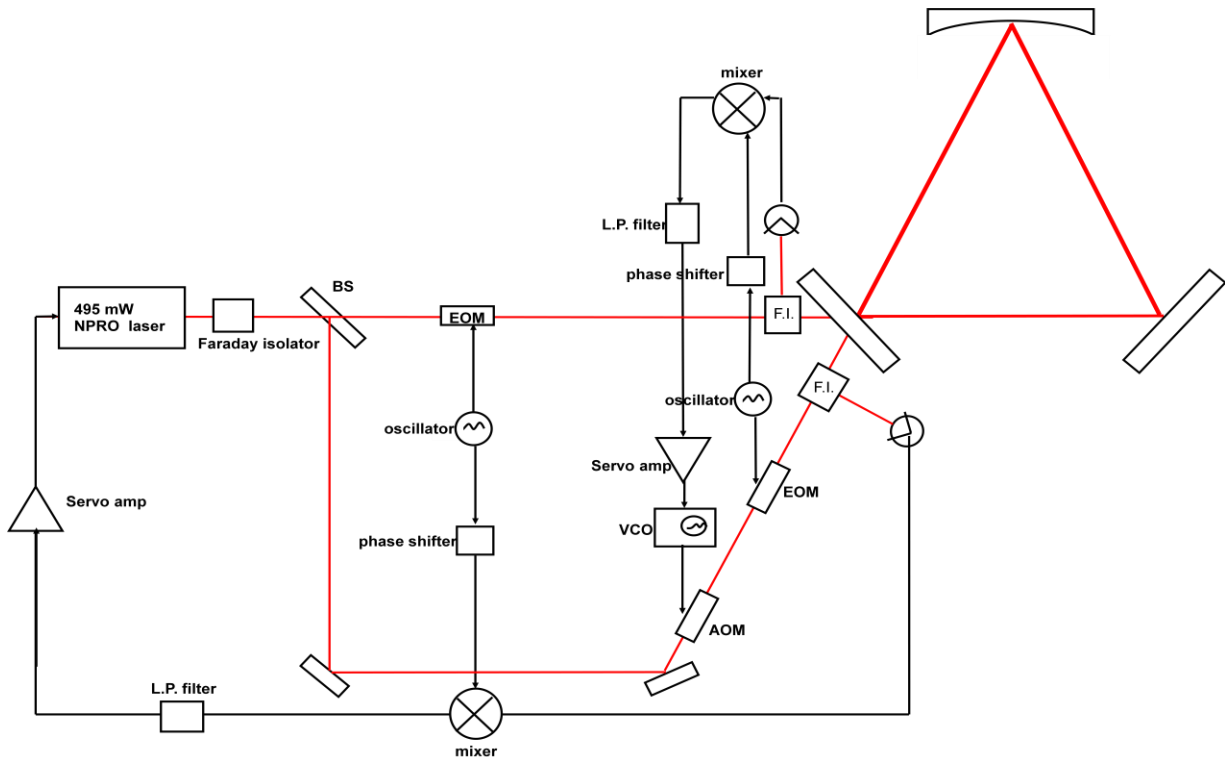 mixer
L.P. filter
phase shifter
BS
495 mW
NPRO laser
Faraday isolator
EOM
F.I.
F.I.
oscillator
oscillator
Servo amp
EOM
Servo amp
VCO
phase shifter
AOM
L.P. filter
mixer